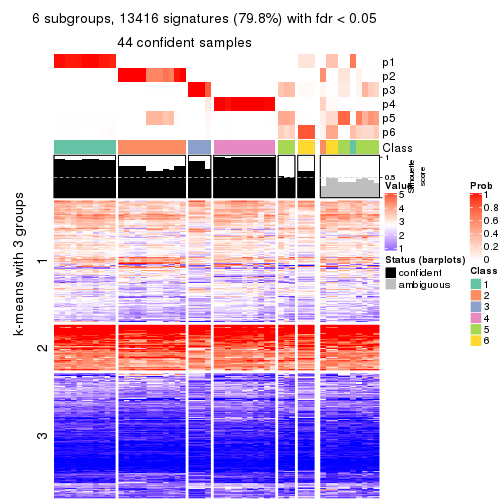 6 subgroups, 13416 signatures (79.8%) with fdr < 0.05
44 confident samples
p1
p2
p3
p4
p5
p6
Class
1
0.5
0
Silhouette
score
k-means with 3 groups
1
2
3
Value
5
4
3
2
1
Status (barplots)
confident
ambiguous
Prob
1
0.8
0.6
0.4
0.2
0
Class
1
2
3
4
5
6